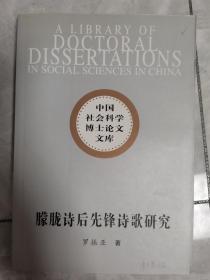 A LIBRARY OF
DOCTORAL
DISSERTATIONS
IN SOCIAL SCIENCES IN CHINA
中国
社会科学
博士论文
文库
朦胧诗后先锋诗歌研究
罗振亚 著